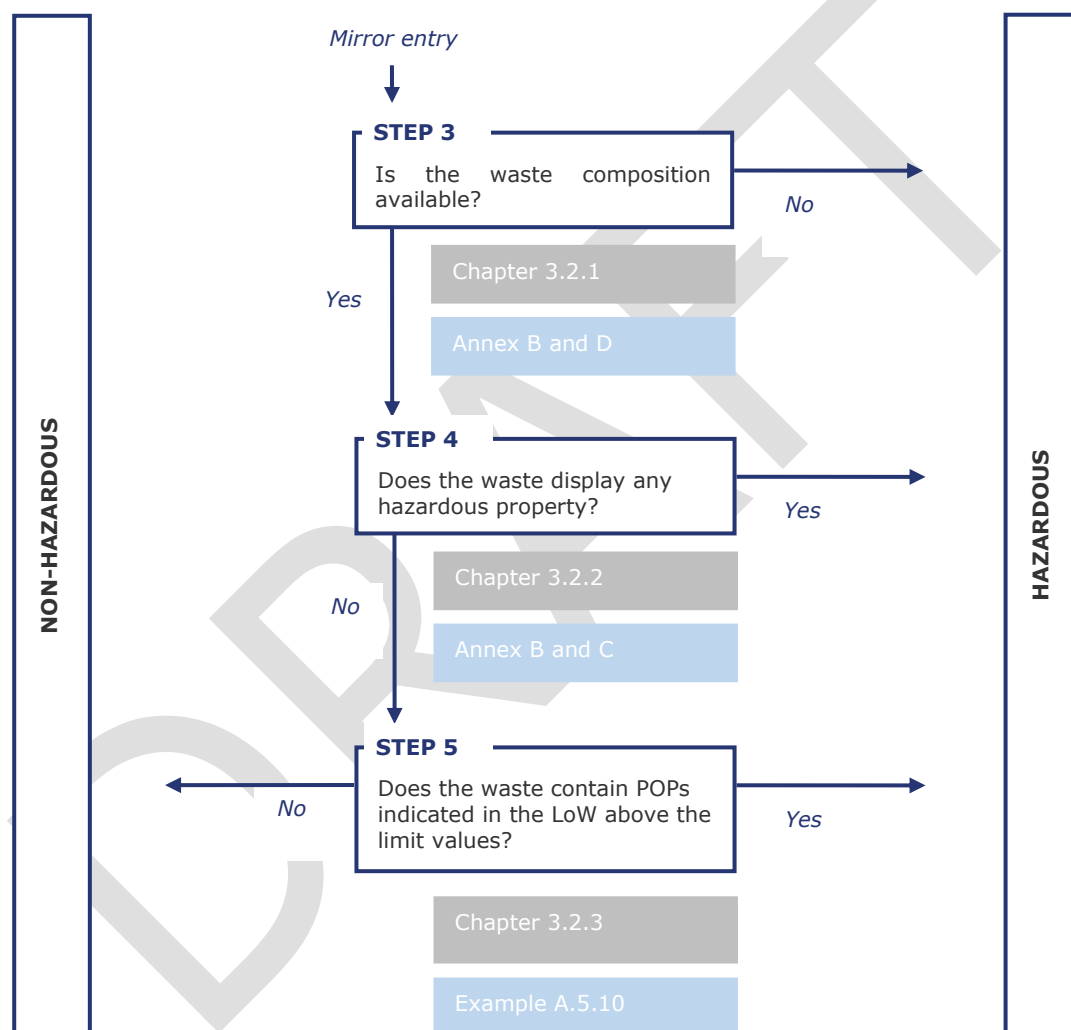 Mirror entry
STEP 3
Is the waste composition
available?
No
Chapter 3.2.1
Yes
Annex B and D
NON-HAZARDOUS
HAZARDOUS
STEP 4
Does the waste display any
hazardous property?
Yes
Chapter 3.2.2
No
Annex B and C
STEP 5
Does the waste contain POPs
indicated in the LoW above the
limit values?
No
Yes
Chapter 3.2.3
Example A.5.10
DRAFT